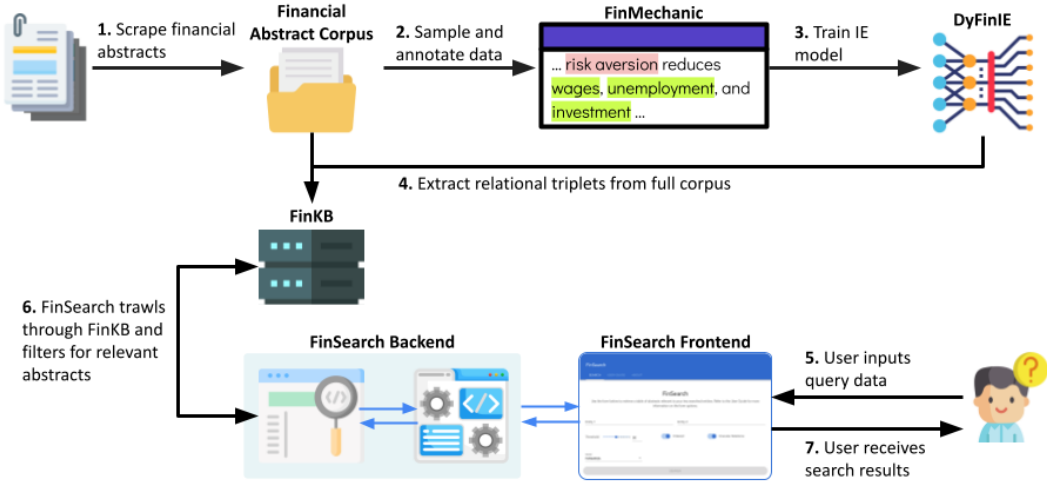 1. Scrape financial
abstracts
Financial
Abstract Corpus
2. Sample and
annotate data
FinMechanic
... risk aversion reduces
wages, unemployment, and
investment ...
3. Train IE
model
DyFinIE
4. Extract relational triplets from full corpus
FinKB
6. FinSearch trawls
through FinKB and
filters for relevant
abstracts
FinSearch Backend
</>
</>
FinSearch Frontend
FinSearch
FinSearch
5. User inputs
query data
?
7. User receives
search results